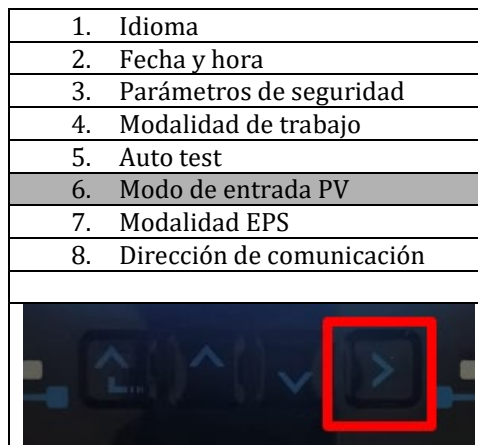 1. Idioma
2. Fecha y hora
3. Parámetros de seguridad
4. Modalidad de trabajo
5. Auto test
6. Modo de entrada PV
7. Modalidad EPS
8. Dirección de comunicación